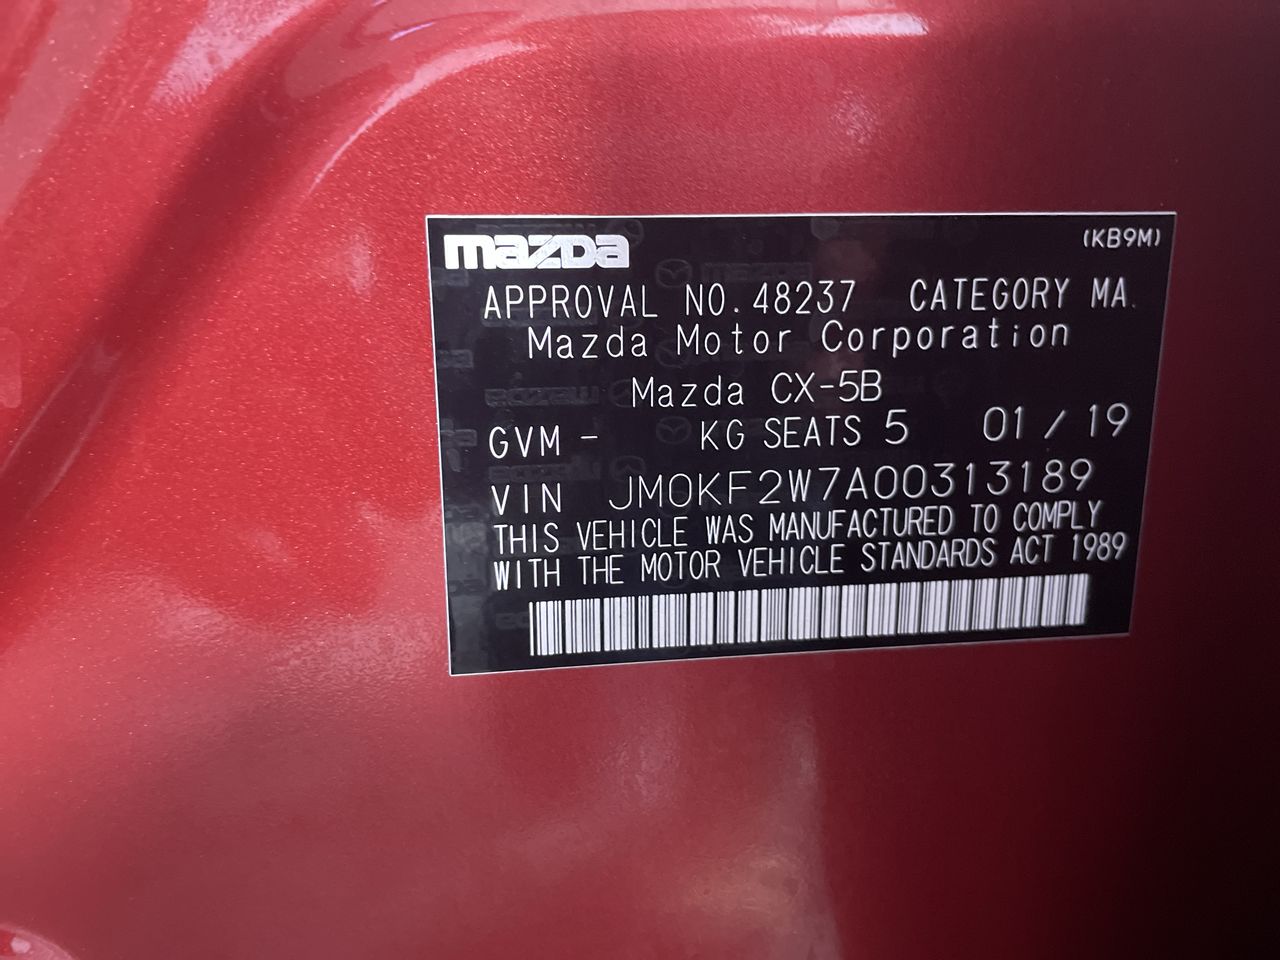 mazda (KB9M)
APPROVAL NO.48237 CATEGORY MA.
Mazda Motor Corporation
Mazda CX-5B
GVM - KG SEATS 5 01 / 19
VIN JM0KF2W7A00313189
THIS VEHICLE WAS MANUFACTURED TO COMPLY
WITH THE MOTOR VEHICLE STANDARDS ACT 1989